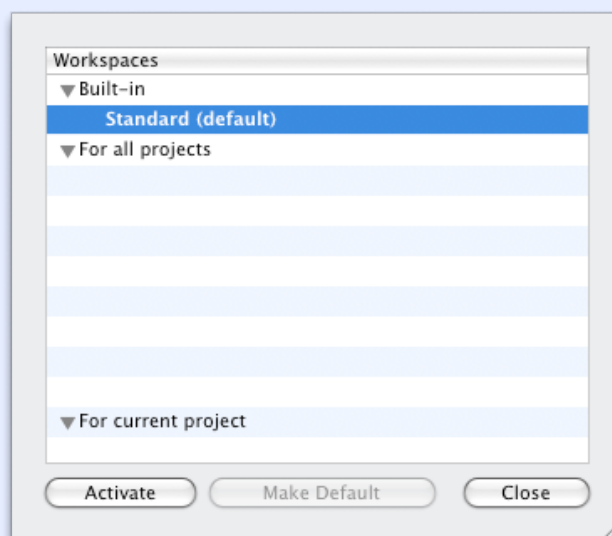 Workspaces
Built-in
Standard (default)
For all projects
For current project
Activate Make Default Close